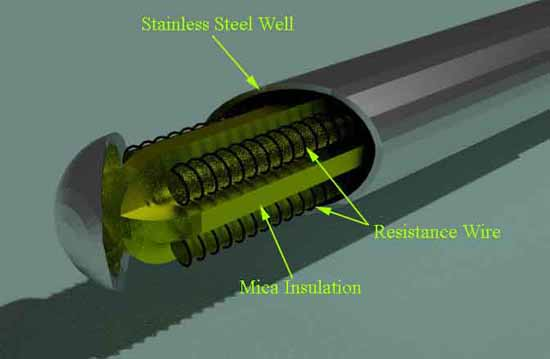 Stainless Steel Well
Resistance Wire
Mica Insulation